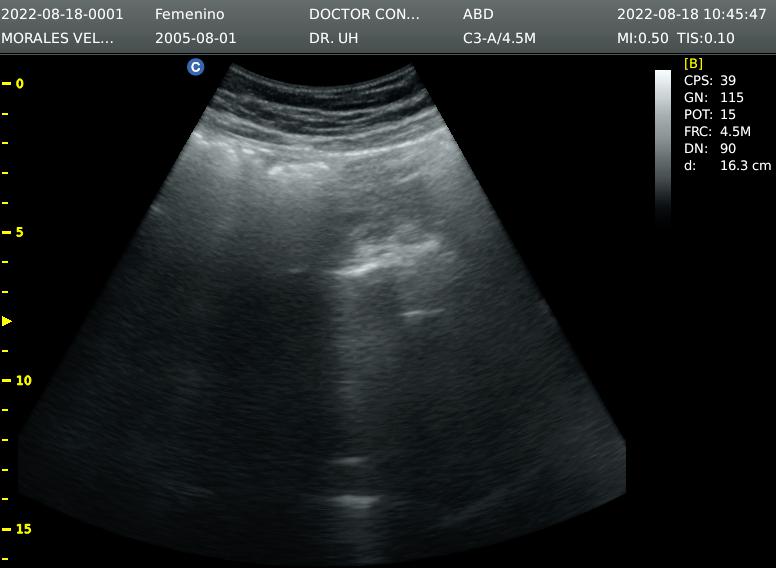 2022-08-18-0001 Femenino DOCTOR CON... ABD 2022-08-18 10:45:47
MORALES VEL... 2005-08-01 DR. UH C3-A/4.5M MI:0.50 TIS:0.10
C
[B]
CPS: 39
GN: 115
POT: 15
FRC: 4.5M
DN: 90
d: 16.3 cm
0
5
10
15